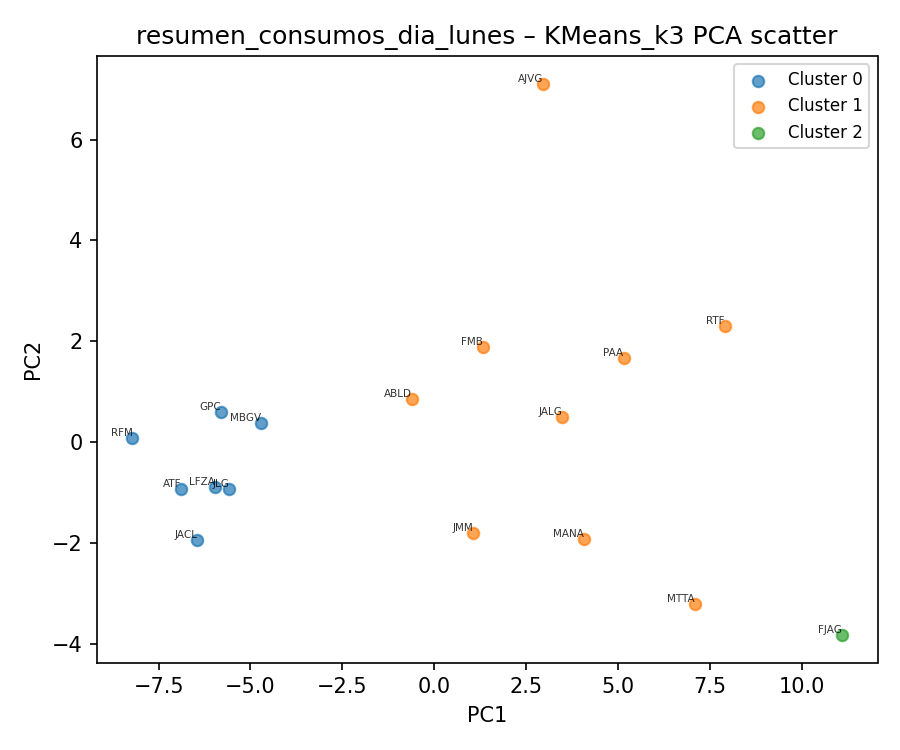 resumen_consumos_dia_lunes – KMeans_k3 PCA scatter
Cluster 0
Cluster 1
Cluster 2
PC2
6
4
2
0
−2
−4
AJVG
RTF
FMB
PAA
ABLD
JALG
GPC
MBGV
RFM
ATF
LFZA
JLG
JACL
JMM
MANA
MTTA
FJAG
−7.5
−5.0
−2.5
0.0
2.5
5.0
7.5
10.0
PC1